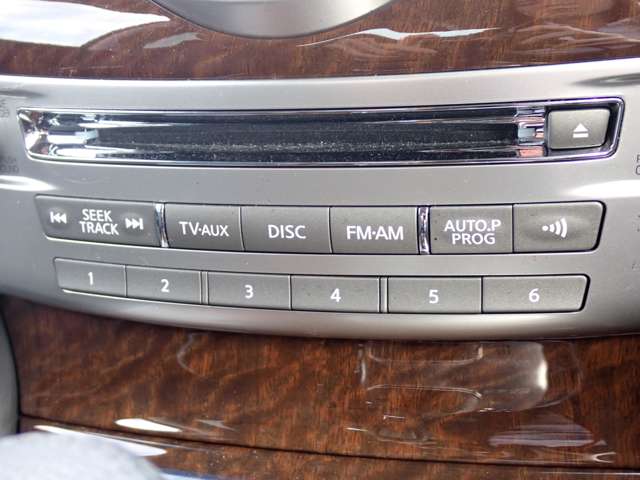 SEEK
TRACK
TV·AUX
DISC
FM·AM
AUTO.P
PROG
1
2
3
4
5
6